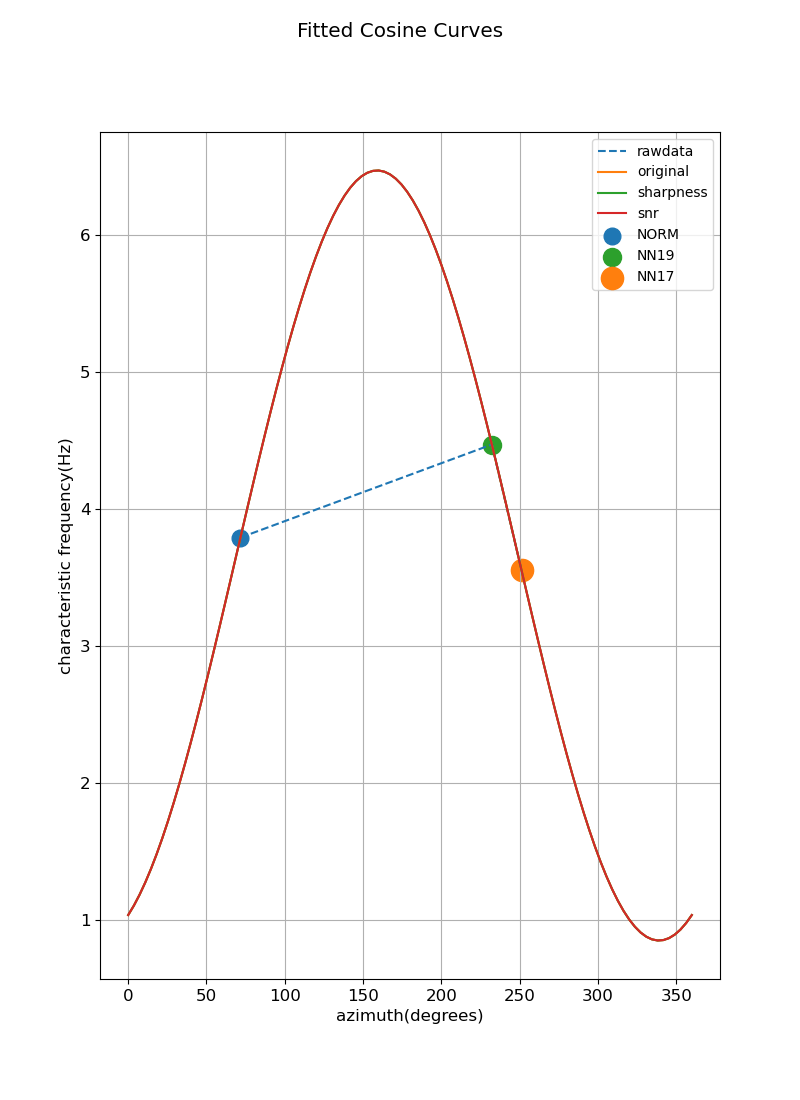 Fitted Cosine Curves
rawdata
original
sharpness
snr
NORM
NN19
NN17
6
5
4
3
2
1
characteristic frequency(Hz)
0 50 100 150 200 250 300 350
azimuth(degrees)